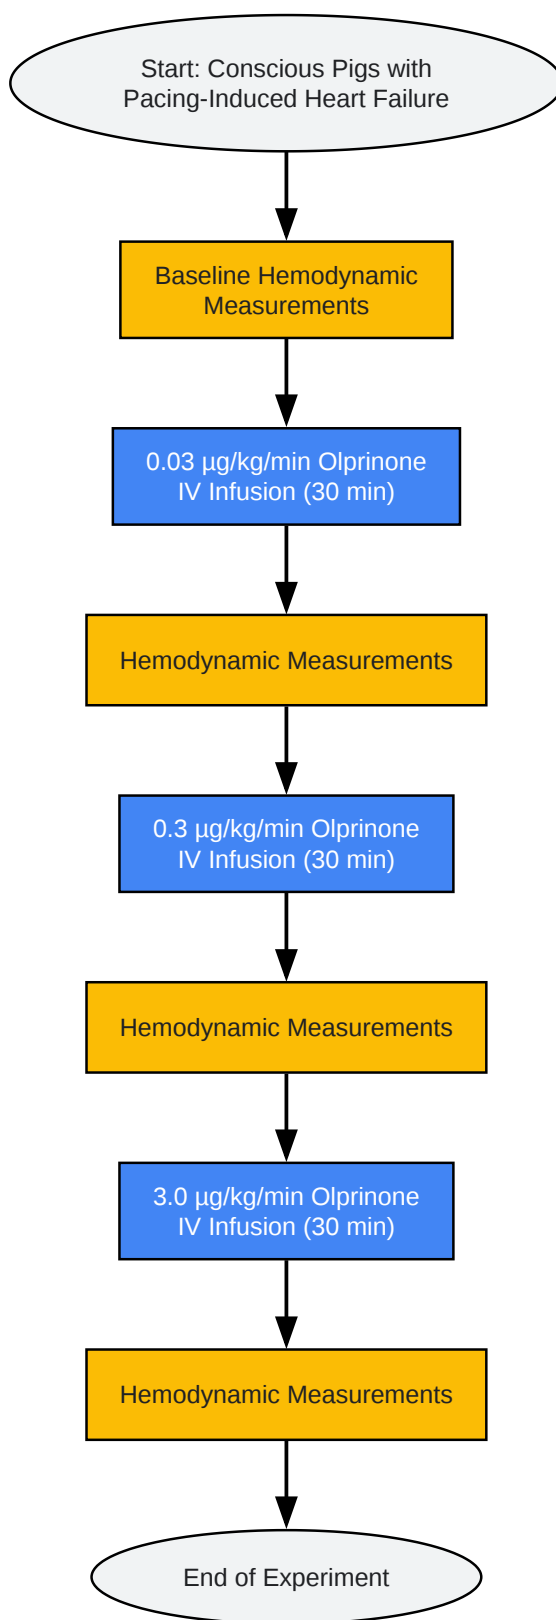 Start: Conscious Pigs with
Pacing-Induced Heart Failure
Baseline Hemodynamic
Measurements
0.03 µg/kg/min Olprinone
IV Infusion (30 min)
Hemodynamic Measurements
0.3 µg/kg/min Olprinone
IV Infusion (30 min)
Hemodynamic Measurements
3.0 µg/kg/min Olprinone
IV Infusion (30 min)
Hemodynamic Measurements
End of Experiment